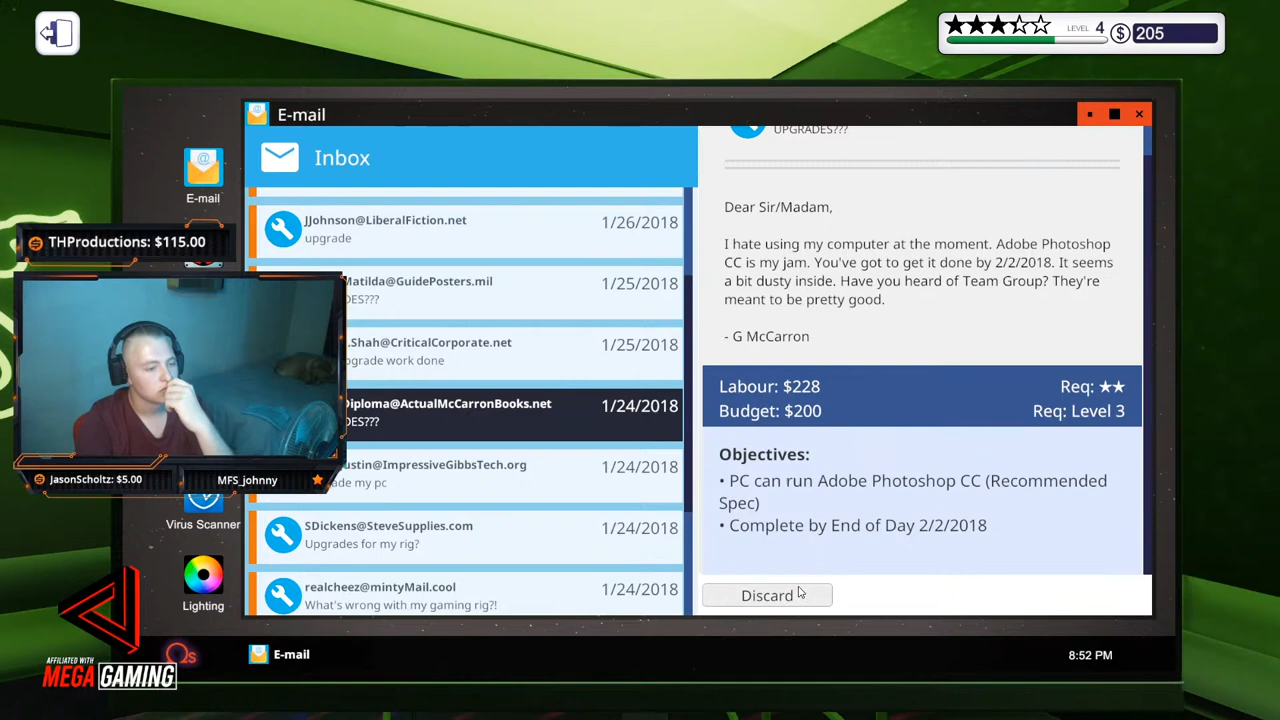 LEVEL 4
$ 205
E-mail
E-mail
Inbox
UPGRADES???
JJohnson@LiberalFiction.net
1/26/2018
upgrade
Matilda@GuidePosters.mil
1/25/2018
DES???
.Shah@CriticalCorporate.net
1/25/2018
pgrade work done
Diploma@ActualMcCarronBooks.net
1/24/2018
DES???
ustin@ImpressiveGibbsTech.org
1/24/2018
ade my pc
SDickens@SteveSupplies.com
1/24/2018
Upgrades for my rig?
realcheez@mintyMail.cool
1/24/2018
What's wrong with my gaming rig?!
Dear Sir/Madam,
I hate using my computer at the moment. Adobe Photoshop
CC is my jam. You've got to get it done by 2/2/2018. It seems
a bit dusty inside. Have you heard of Team Group? They're
meant to be pretty good.
- G McCarron
Labour: $228
Req: ★★
Budget: $200
Req: Level 3
Objectives:
• PC can run Adobe Photoshop CC (Recommended
Spec)
• Complete by End of Day 2/2/2018
Discard
THProductions: $115.00
JasonScholtz: $5.00
MFS_johnny
Virus Scanner
Lighting
AFFILIATED WITH
MEGA GAMING
Os
E-mail
8:52 PM